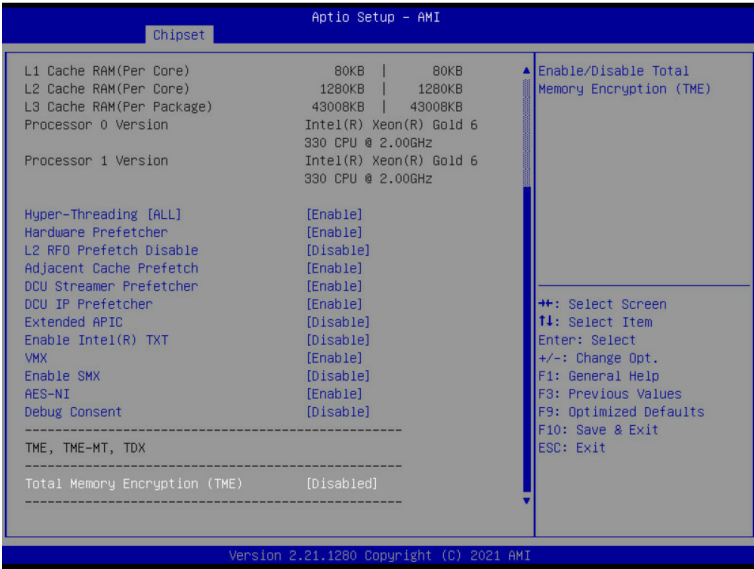 Aptio Setup - AMI
Chipset
L1 Cache RAM(Per Core) 80KB | 80KB
L2 Cache RAM(Per Core) 1280KB | 1280KB
L3 Cache RAM(Per Package) 43008KB | 43008KB
Processor 0 Version Intel(R) Xeon(R) Gold 6
330 CPU @ 2.00GHz
Processor 1 Version Intel(R) Xeon(R) Gold 6
330 CPU @ 2.00GHz
Hyper-Threading [ALL] [Enable]
Hardware Prefetcher [Enable]
L2 RFO Prefetch Disable [Disable]
Adjacent Cache Prefetch [Enable]
DCU Streamer Prefetcher [Enable]
DCU IP Prefetcher [Enable]
Extended APIC [Disable]
Enable Intel(R) TXT [Disable]
VMX [Enable]
Enable SMX [Disable]
AES-NI [Enable]
Debug Consent [Disable]
--------------------------------------------------
TME, TME-MT, TDX
--------------------------------------------------
Total Memory Encryption (TME) [Disabled]
--------------------------------------------------
Enable/Disable Total
Memory Encryption (TME)
→←: Select Screen
↑↓: Select Item
Enter: Select
+/-: Change Opt.
F1: General Help
F3: Previous Values
F9: Optimized Defaults
F10: Save & Exit
ESC: Exit
Version 2.21.1280 Copyright (C) 2021 AMI